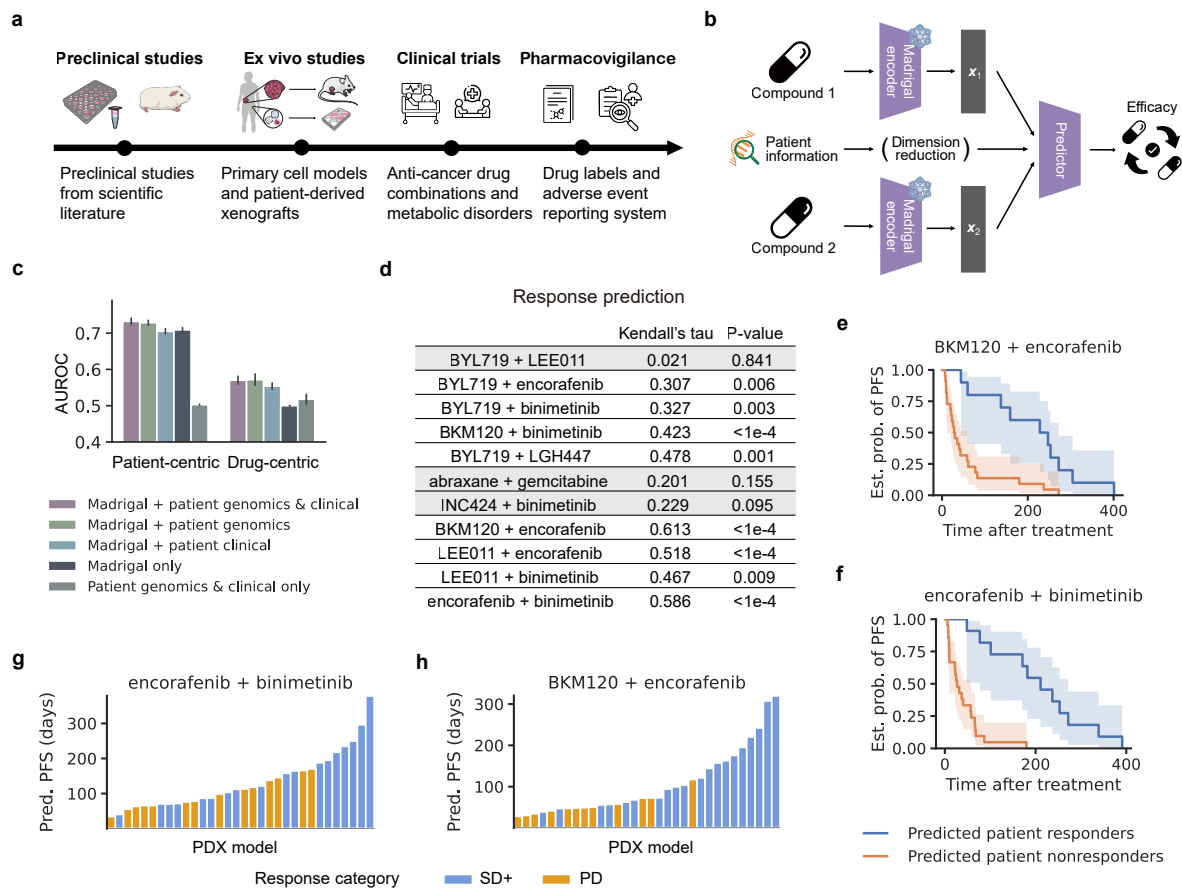 a
Preclinical studies
Ex vivo studies
Clinical trials
Pharmacovigilance
Preclinical studies
from scientific
literature
Primary cell models
and patient-derived
xenografts
Anti-cancer drug
combinations and
metabolic disorders
Drug labels and
adverse event
reporting system
b
Compound 1
Madrigal
encoder
x1
Patient
information
(Dimension
reduction)
Predictor
Efficacy
Compound 2
Madrigal
encoder
x2
c
AUROC
0.7
0.6
0.5
0.4
Patient-centric
Drug-centric
Madrigal + patient genomics & clinical
Madrigal + patient genomics
Madrigal + patient clinical
Madrigal only
Patient genomics & clinical only
d
Response prediction
Kendall's tau P-value
BYL719 + LEE011 0.021 0.841
BYL719 + encorafenib 0.307 0.006
BYL719 + binimetinib 0.327 0.003
BKM120 + binimetinib 0.423 <1e-4
BYL719 + LGH447 0.478 0.001
abraxane + gemcitabine 0.201 0.155
INC424 + binimetinib 0.229 0.095
BKM120 + encorafenib 0.613 <1e-4
LEE011 + encorafenib 0.518 <1e-4
LEE011 + binimetinib 0.467 0.009
encorafenib + binimetinib 0.586 <1e-4
e
BKM120 + encorafenib
Est. prob. of PFS
1.00
0.75
0.50
0.25
0.00
0 200 400
Time after treatment
f
encorafenib + binimetinib
Est. prob. of PFS
1.00
0.75
0.50
0.25
0.00
0 200 400
Time after treatment
Predicted patient responders
Predicted patient nonresponders
g
encorafenib + binimetinib
Pred. PFS (days)
300
200
100
PDX model
h
BKM120 + encorafenib
Pred. PFS (days)
300
200
100
PDX model
Response category SD+ PD